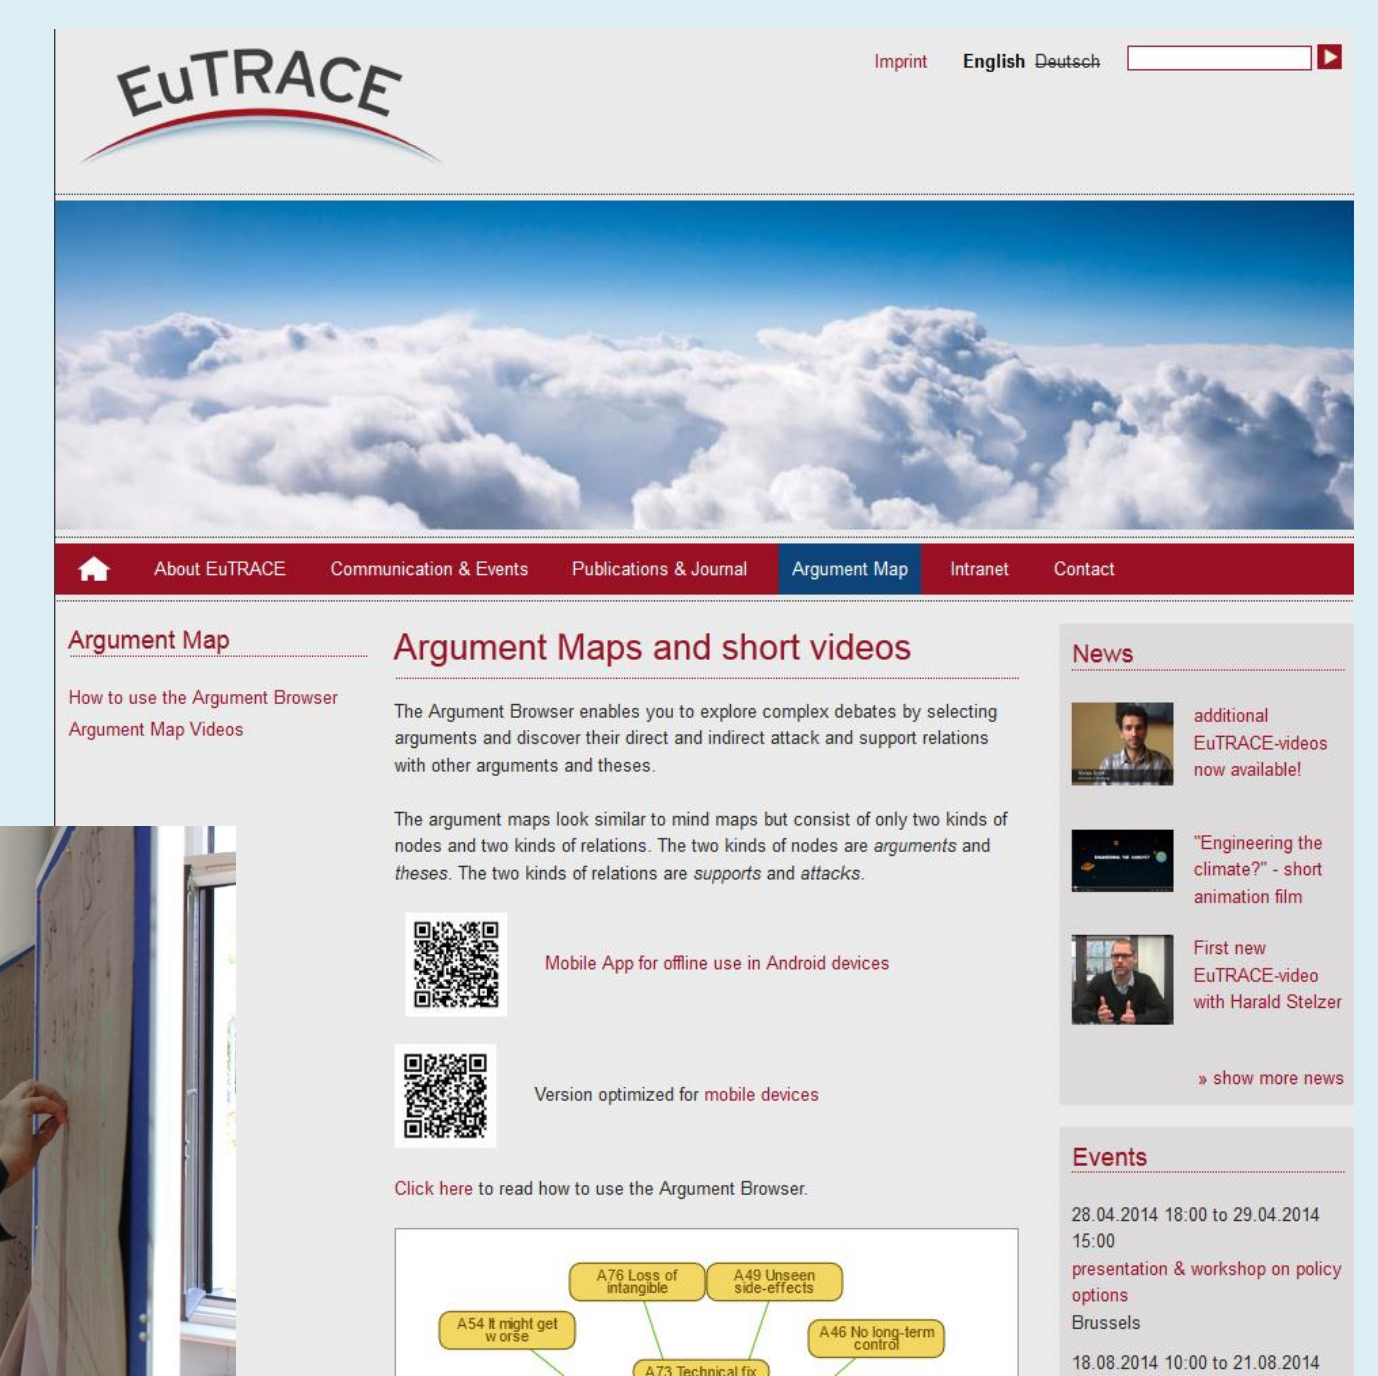 EuTRACE
Imprint English Deutsch
About EuTRACE Communication & Events Publications & Journal Argument Map Intranet Contact
Argument Map
How to use the Argument Browser
Argument Map Videos
Argument Maps and short videos
The Argument Browser enables you to explore complex debates by selecting
arguments and discover their direct and indirect attack and support relations
with other arguments and theses.
The argument maps look similar to mind maps but consist of only two kinds of
nodes and two kinds of relations. The two kinds of nodes are arguments and
theses. The two kinds of relations are supports and attacks.
Mobile App for offline use in Android devices
Version optimized for mobile devices
Click here to read how to use the Argument Browser.
A76 Loss of
intangible
A49 Unseen
side-effects
A54 It might get
worse
A46 No long-term
control
A73 Technical fix
News
additional
EuTRACE-videos
now available!
ENGINEERING THE CLIMATE?
"Engineering the
climate?" - short
animation film
First new
EuTRACE-video
with Harald Stelzer
» show more news
Events
28.04.2014 18:00 to 29.04.2014
15:00
presentation & workshop on policy
options
Brussels
18.08.2014 10:00 to 21.08.2014